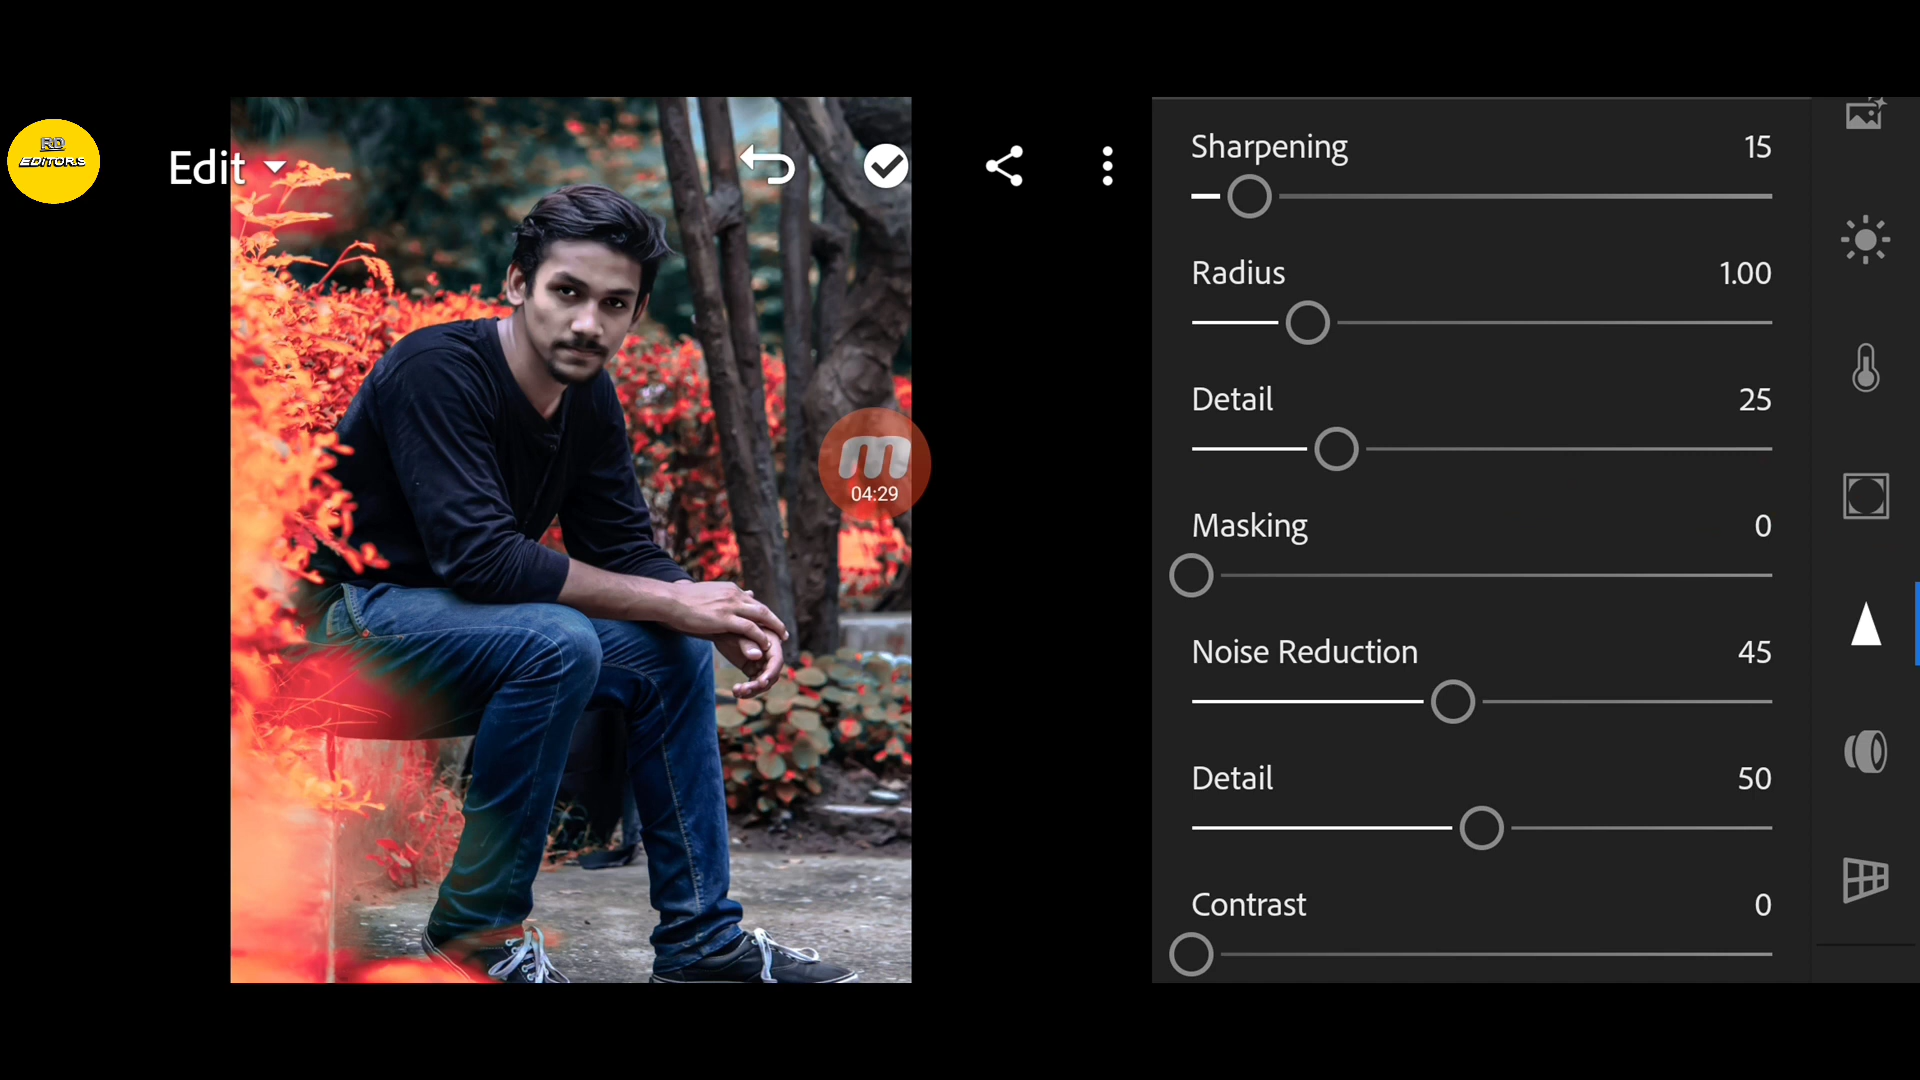 RD
EDITORS
Edit
m
04:29
Sharpening 15
Radius 1.00
Detail 25
Masking 0
Noise Reduction 45
Detail 50
Contrast 0